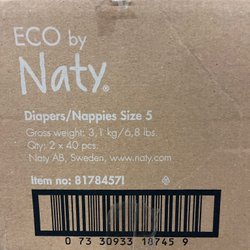 ECO by
Naty®
Diapers/Nappies Size 5
Gross weight: 3,1 kg/6,8 lbs.
Qty: 2 x 40 pcs.
Naty AB, Sweden, www.naty.com
Item no: 8178457I
0 73 30933 18745 9